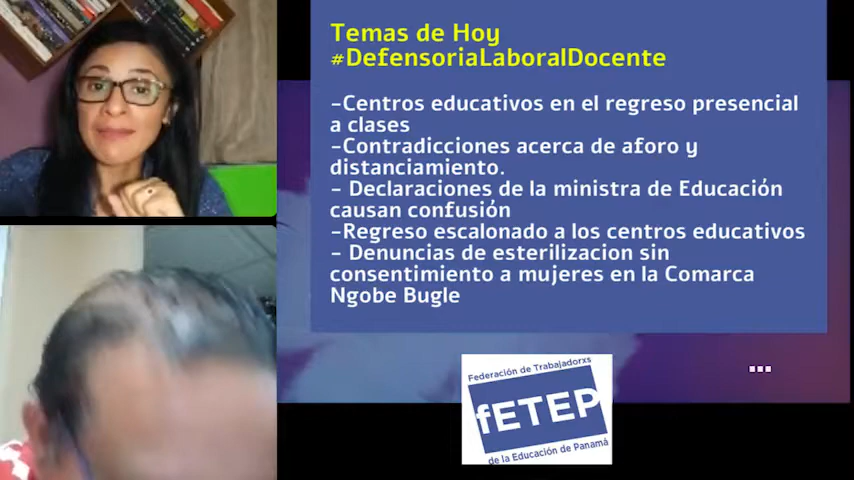 Temas de Hoy
#DefensoriaLaboralDocente
-Centros educativos en el regreso presencial
a clases
-Contradicciones acerca de aforo y
distanciamiento.
- Declaraciones de la ministra de Educación
causan confusión
-Regreso escalonado a los centros educativos
- Denuncias de esterilizacion sin
consentimiento a mujeres en la Comarca
Ngobe Bugle
Federación de Trabajadorxs
fETEP
de la Educación de Panamá